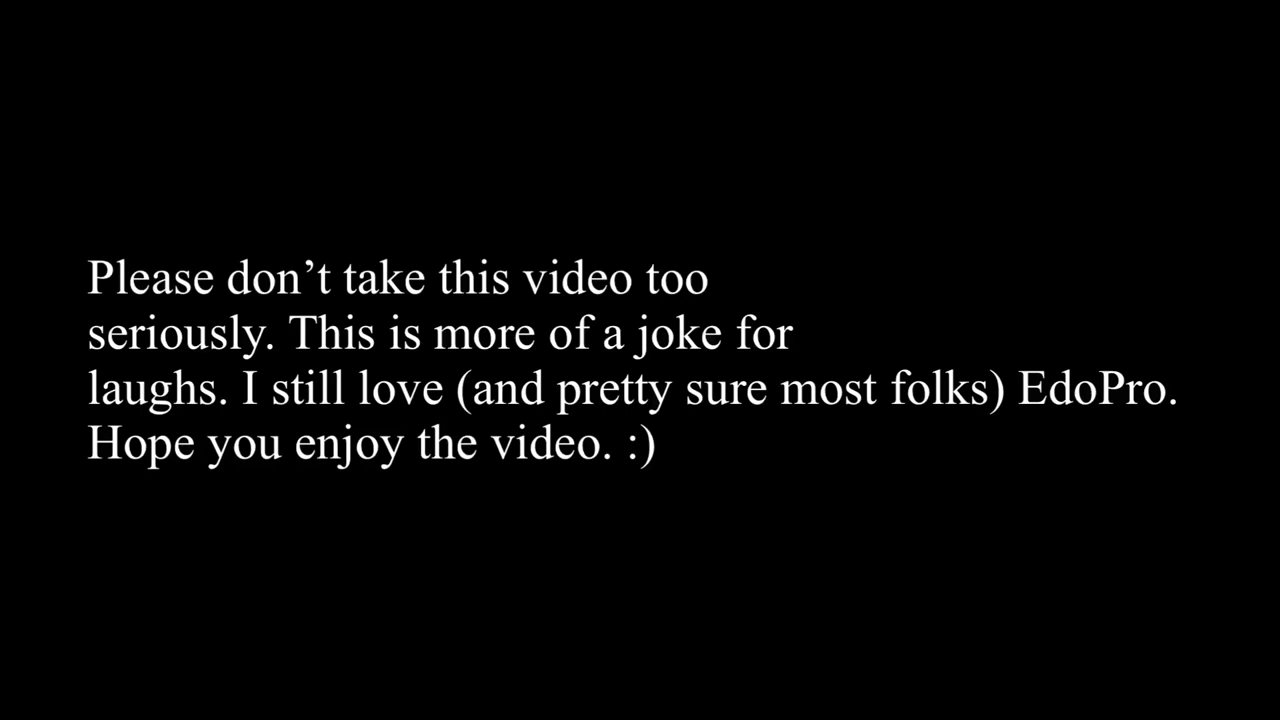 Please don’t take this video too
seriously. This is more of a joke for
laughs. I still love (and pretty sure most folks) EdoPro.
Hope you enjoy the video. :)